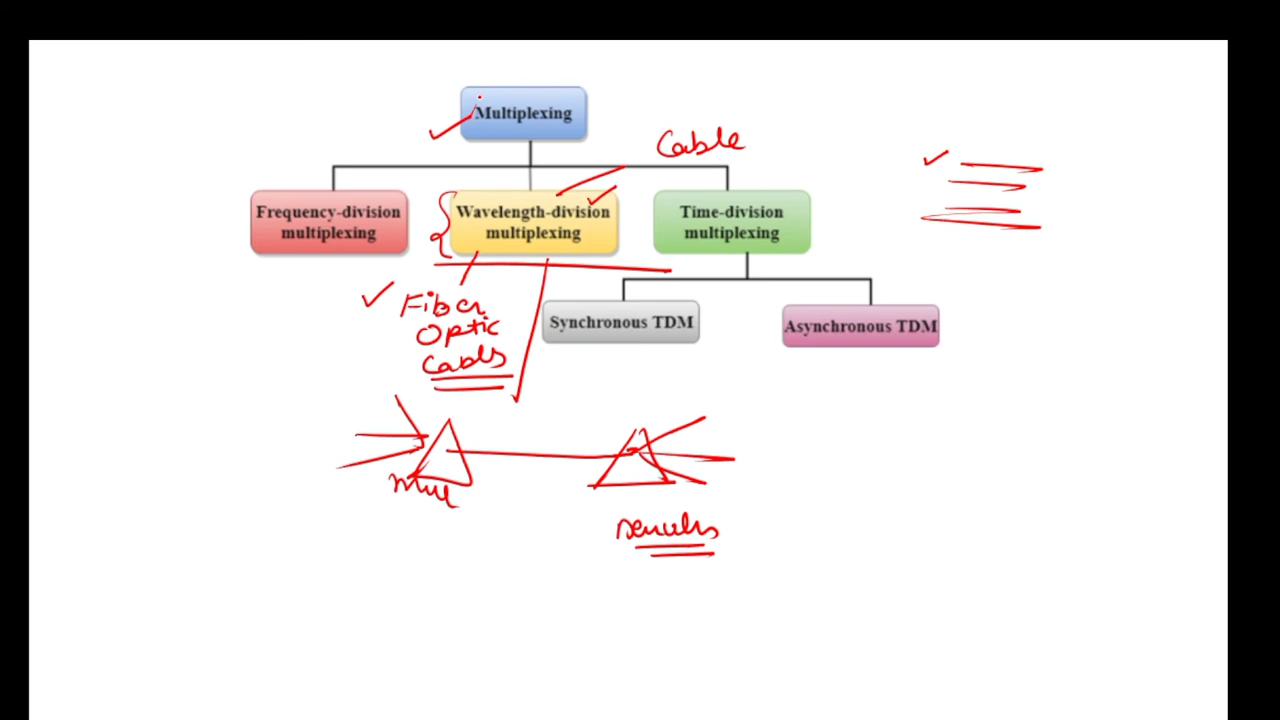 Multiplexing
Cable
Frequency-division
multiplexing
Wavelength-division
multiplexing
Time-division
multiplexing
Fiber
Optic
Cables
Synchronous TDM
Asynchronous TDM